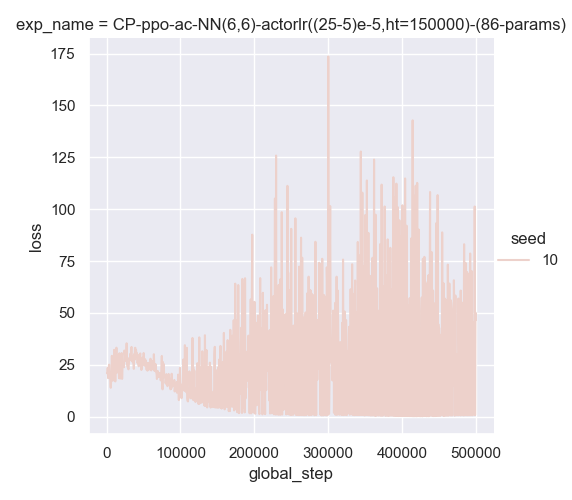 exp_name = CP-ppo-ac-NN(6,6)-actorlr((25-5)e-5,ht=150000)-(86-params)
175
150
125
100
75
50
25
0
loss
0 100000 200000 300000 400000 500000
global_step
seed
10